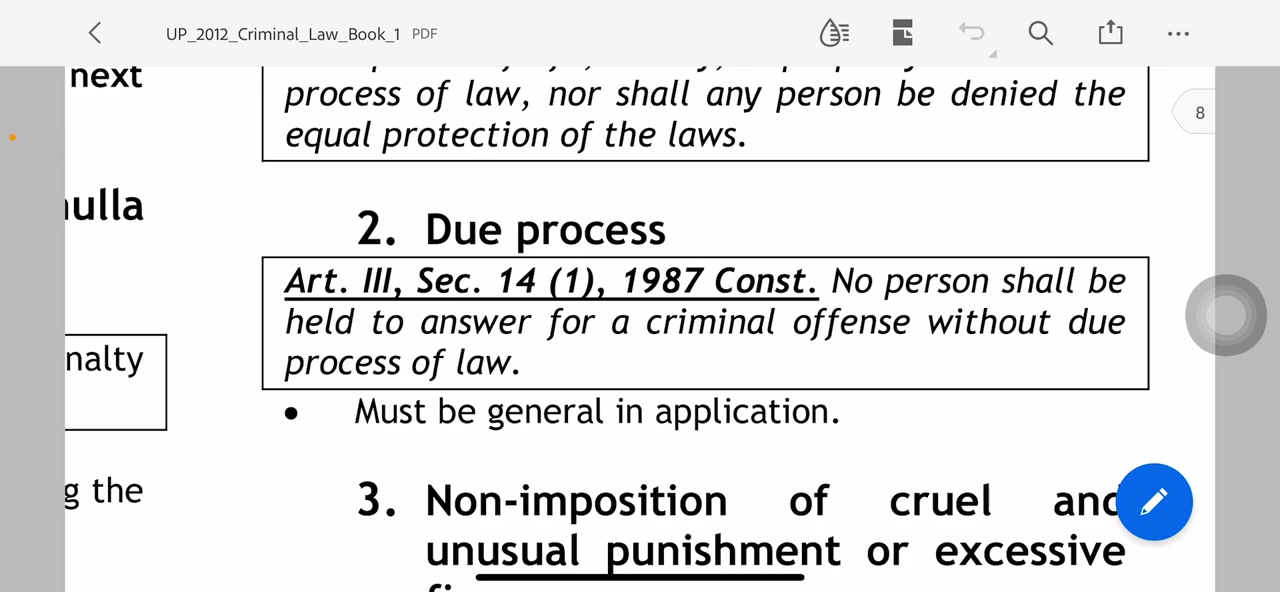 UP_2012_Criminal_Law_Book_1 PDF
next
process of law, nor shall any person be denied the
equal protection of the laws.
8
nulla
2. Due process
Art. III, Sec. 14 (1), 1987 Const. No person shall be
held to answer for a criminal offense without due
process of law.
nalty
• Must be general in application.
g the
3. Non-imposition of cruel and
unusual punishment or excessive